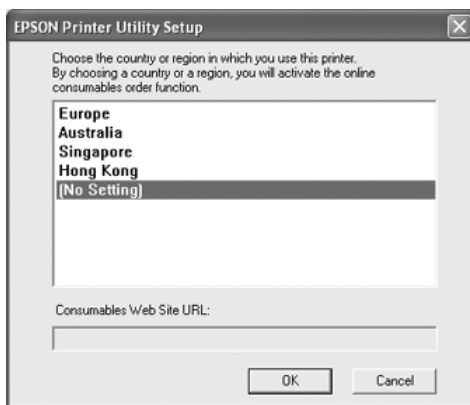 EPSON Printer Utility Setup
Choose the country or region in which you use this printer.
By choosing a country or a region, you will activate the online
consumables order function.
Europe
Australia
Singapore
Hong Kong
(No Setting)
Consumables Web Site URL:
OK
Cancel